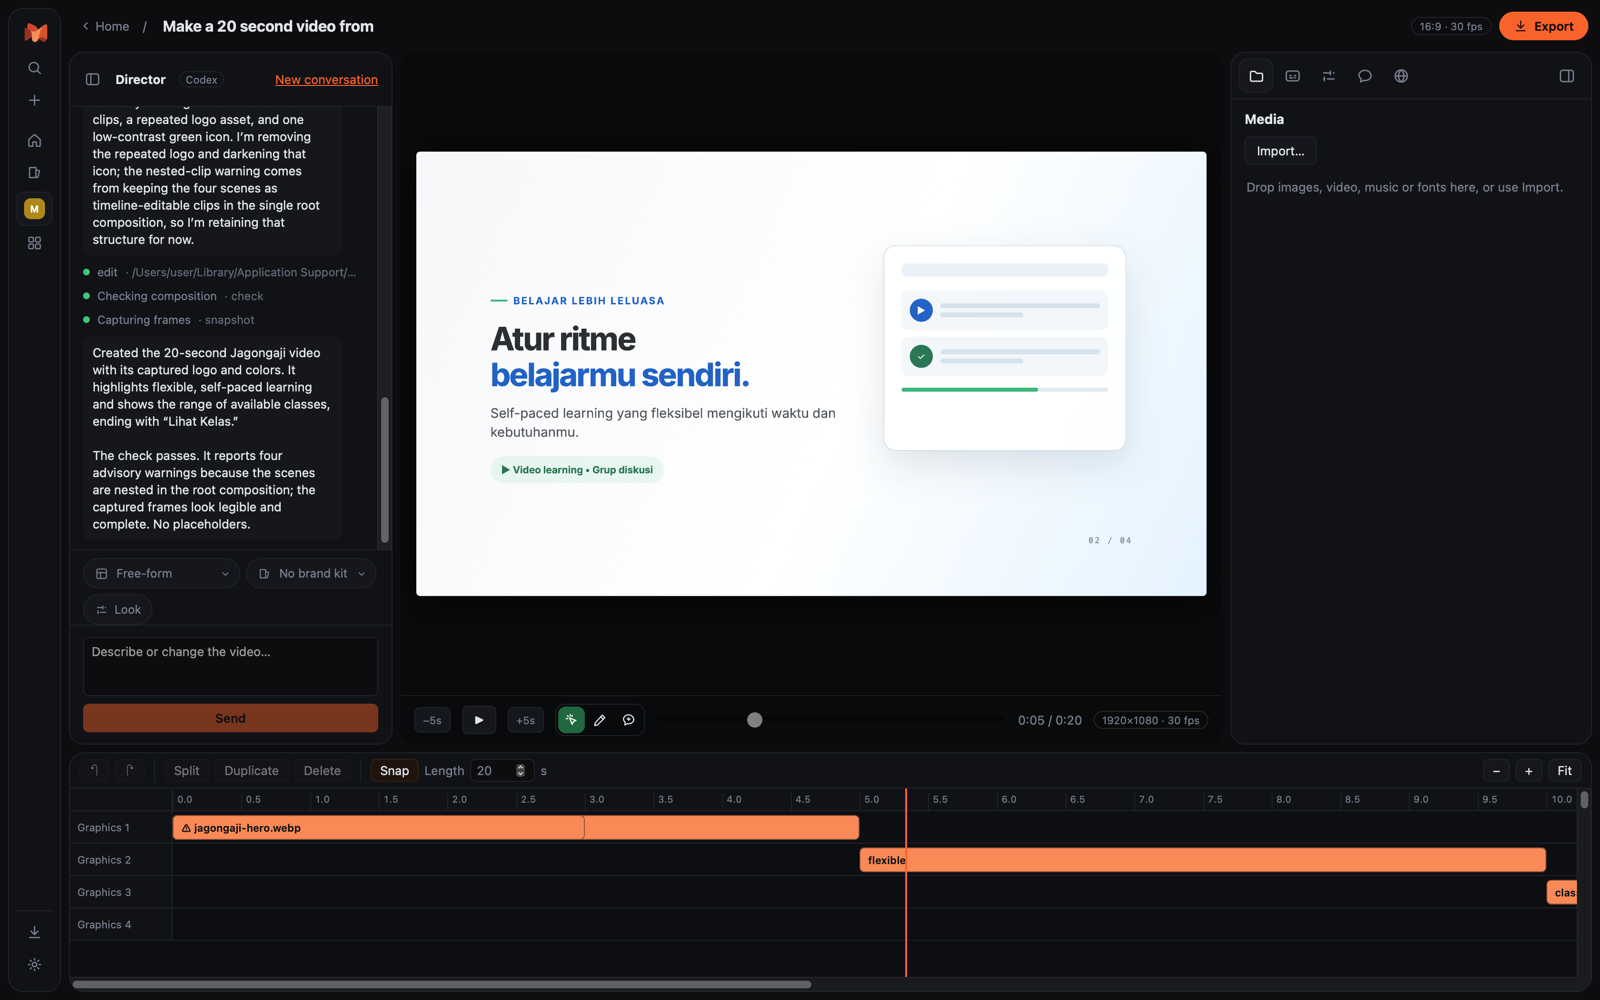 Home / Make a 20 second video from
16:9 · 30 fps
Export
Director Codex New conversation
clips, a repeated logo asset, and one
low-contrast green icon. I’m removing
the repeated logo and darkening that
icon; the nested-clip warning comes
from keeping the four scenes as
timeline-editable clips in the single root
composition, so I’m retaining that
structure for now.
edit · /Users/user/Library/Application Support/...
Checking composition · check
Capturing frames · snapshot
Created the 20-second Jagongaji video
with its captured logo and colors. It
highlights flexible, self-paced learning
and shows the range of available classes,
ending with “Lihat Kelas.”
The check passes. It reports four
advisory warnings because the scenes
are nested in the root composition; the
captured frames look legible and
complete. No placeholders.
Free-form
No brand kit
Look
Describe or change the video...
Send
M
BELAJAR LEBIH LELUASA
Atur ritme
belajarmu sendiri.
Self-paced learning yang fleksibel mengikuti waktu dan
kebutuhanmu.
▶ Video learning • Grup diskusi
02 / 04
−5s
+5s
0:05 / 0:20
1920×1080 · 30 fps
Media
Import...
Drop images, video, music or fonts here, or use Import.
Split Duplicate Delete Snap Length 20 s
− + Fit
0.0 0.5 1.0 1.5 2.0 2.5 3.0 3.5 4.0 4.5 5.0 5.5 6.0 6.5 7.0 7.5 8.0 8.5 9.0 9.5 10.0
Graphics 1
⚠ jagongaji-hero.webp
Graphics 2
flexible
Graphics 3
clas
Graphics 4